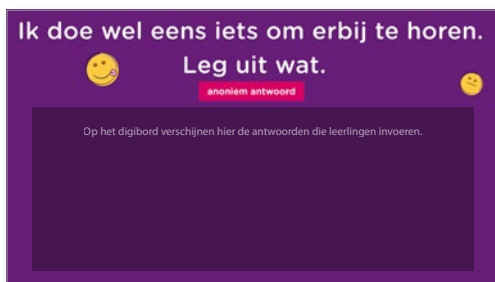 Ik doe wel eens iets om erbij te horen.
Leg uit wat.
anoniem antwoord
Op het digibord verschijnen hier de antwoorden die leerlingen invoeren.